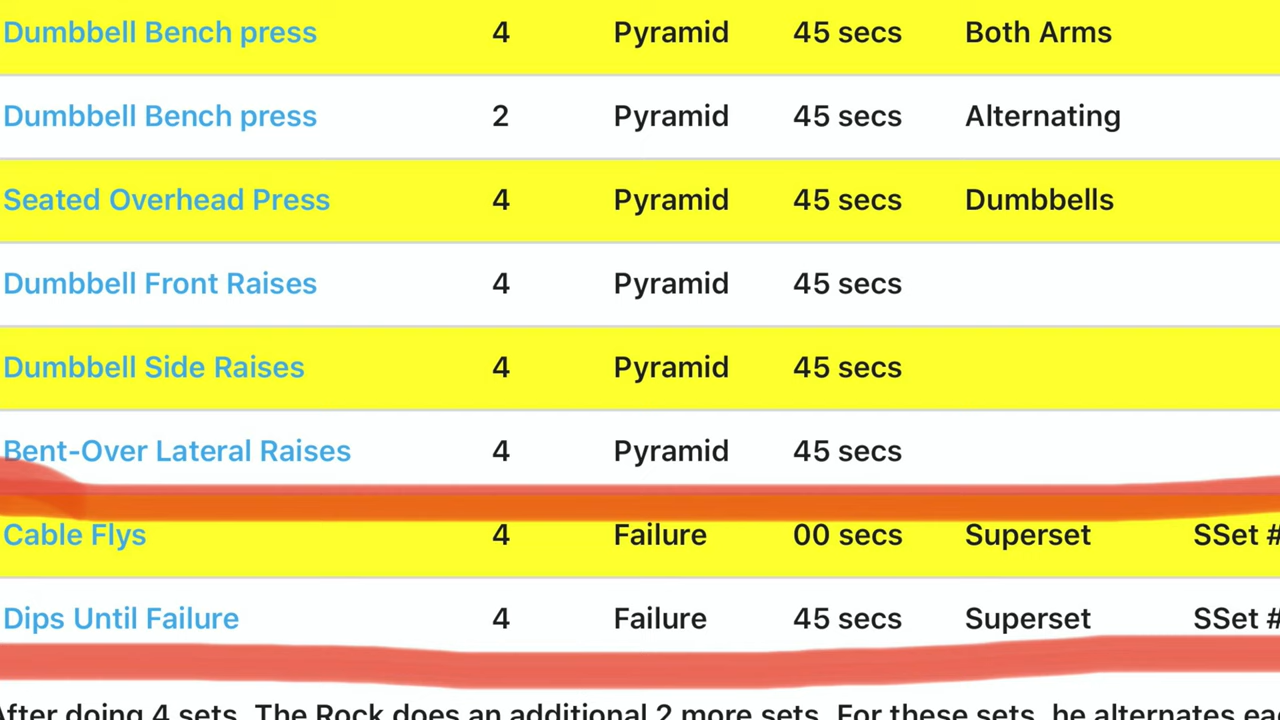 Dumbbell Bench press 4 Pyramid 45 secs Both Arms
Dumbbell Bench press 2 Pyramid 45 secs Alternating
Seated Overhead Press 4 Pyramid 45 secs Dumbbells
Dumbbell Front Raises 4 Pyramid 45 secs
Dumbbell Side Raises 4 Pyramid 45 secs
Bent-Over Lateral Raises 4 Pyramid 45 secs
Cable Flys 4 Failure 00 secs Superset SSet #
Dips Until Failure 4 Failure 45 secs Superset SSet #
After doing 4 sets, The Rock does an additional 2 more sets. For these sets, he alternates ea